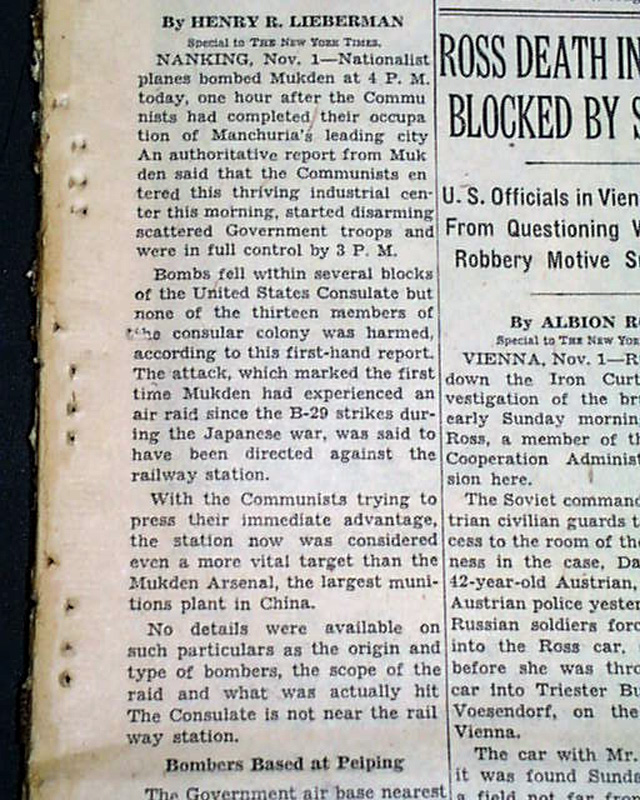 By HENRY R. LIEBERMAN
Special to THE NEW YORK TIMES.
NANKING, Nov. 1—Nationalist
planes bombed Mukden at 4 P. M.
today, one hour after the Commu
nists had completed their occupa
tion of Manchuria's leading city
An authoritative report from Muk
den said that the Communists en
tered this thriving industrial cen-
ter this morning, started disarming
scattered Government troops and
were in full control by 3 P. M.
Bombs fell within several blocks
of the United States Consulate but
none of the thirteen members of
the consular colony was harmed,
according to this first-hand report.
The attack, which marked the first
time Mukden had experienced an
air raid since the B-29 strikes dur-
ing the Japanese war, was said to
have been directed against the
railway station.
With the Communists trying to
press their immediate advantage,
the station now was considered
even a more vital target than the
Mukden Arsenal, the largest muni-
tions plant in China.
No details were available on
such particulars as the origin and
type of bombers, the scope of the
raid and what was actually hit
The Consulate is not near the rail
way station.
Bombers Based at Peiping
The Government air base nearest
ROSS DEATH IN
BLOCKED BY S
U. S. Officials in Vien
From Questioning W
Robbery Motive Se
By ALBION R
Special to THE NEW YOR
VIENNA, Nov. 1—R
down the Iron Curt
vestigation of the br
early Sunday mornin
Ross, a member of th
Cooperation Administ
sion here.
The Soviet command
trian civilian guards t
cess to the room of the
ness in the case, Da
42-year-old Austrian,
Austrian police yester
Russian soldiers forc
into the Ross car,
before she was thro
car into Triester Bu
Voesendorf, on the
Vienna.
The car with Mr.
it was found Sunda
a field not far from